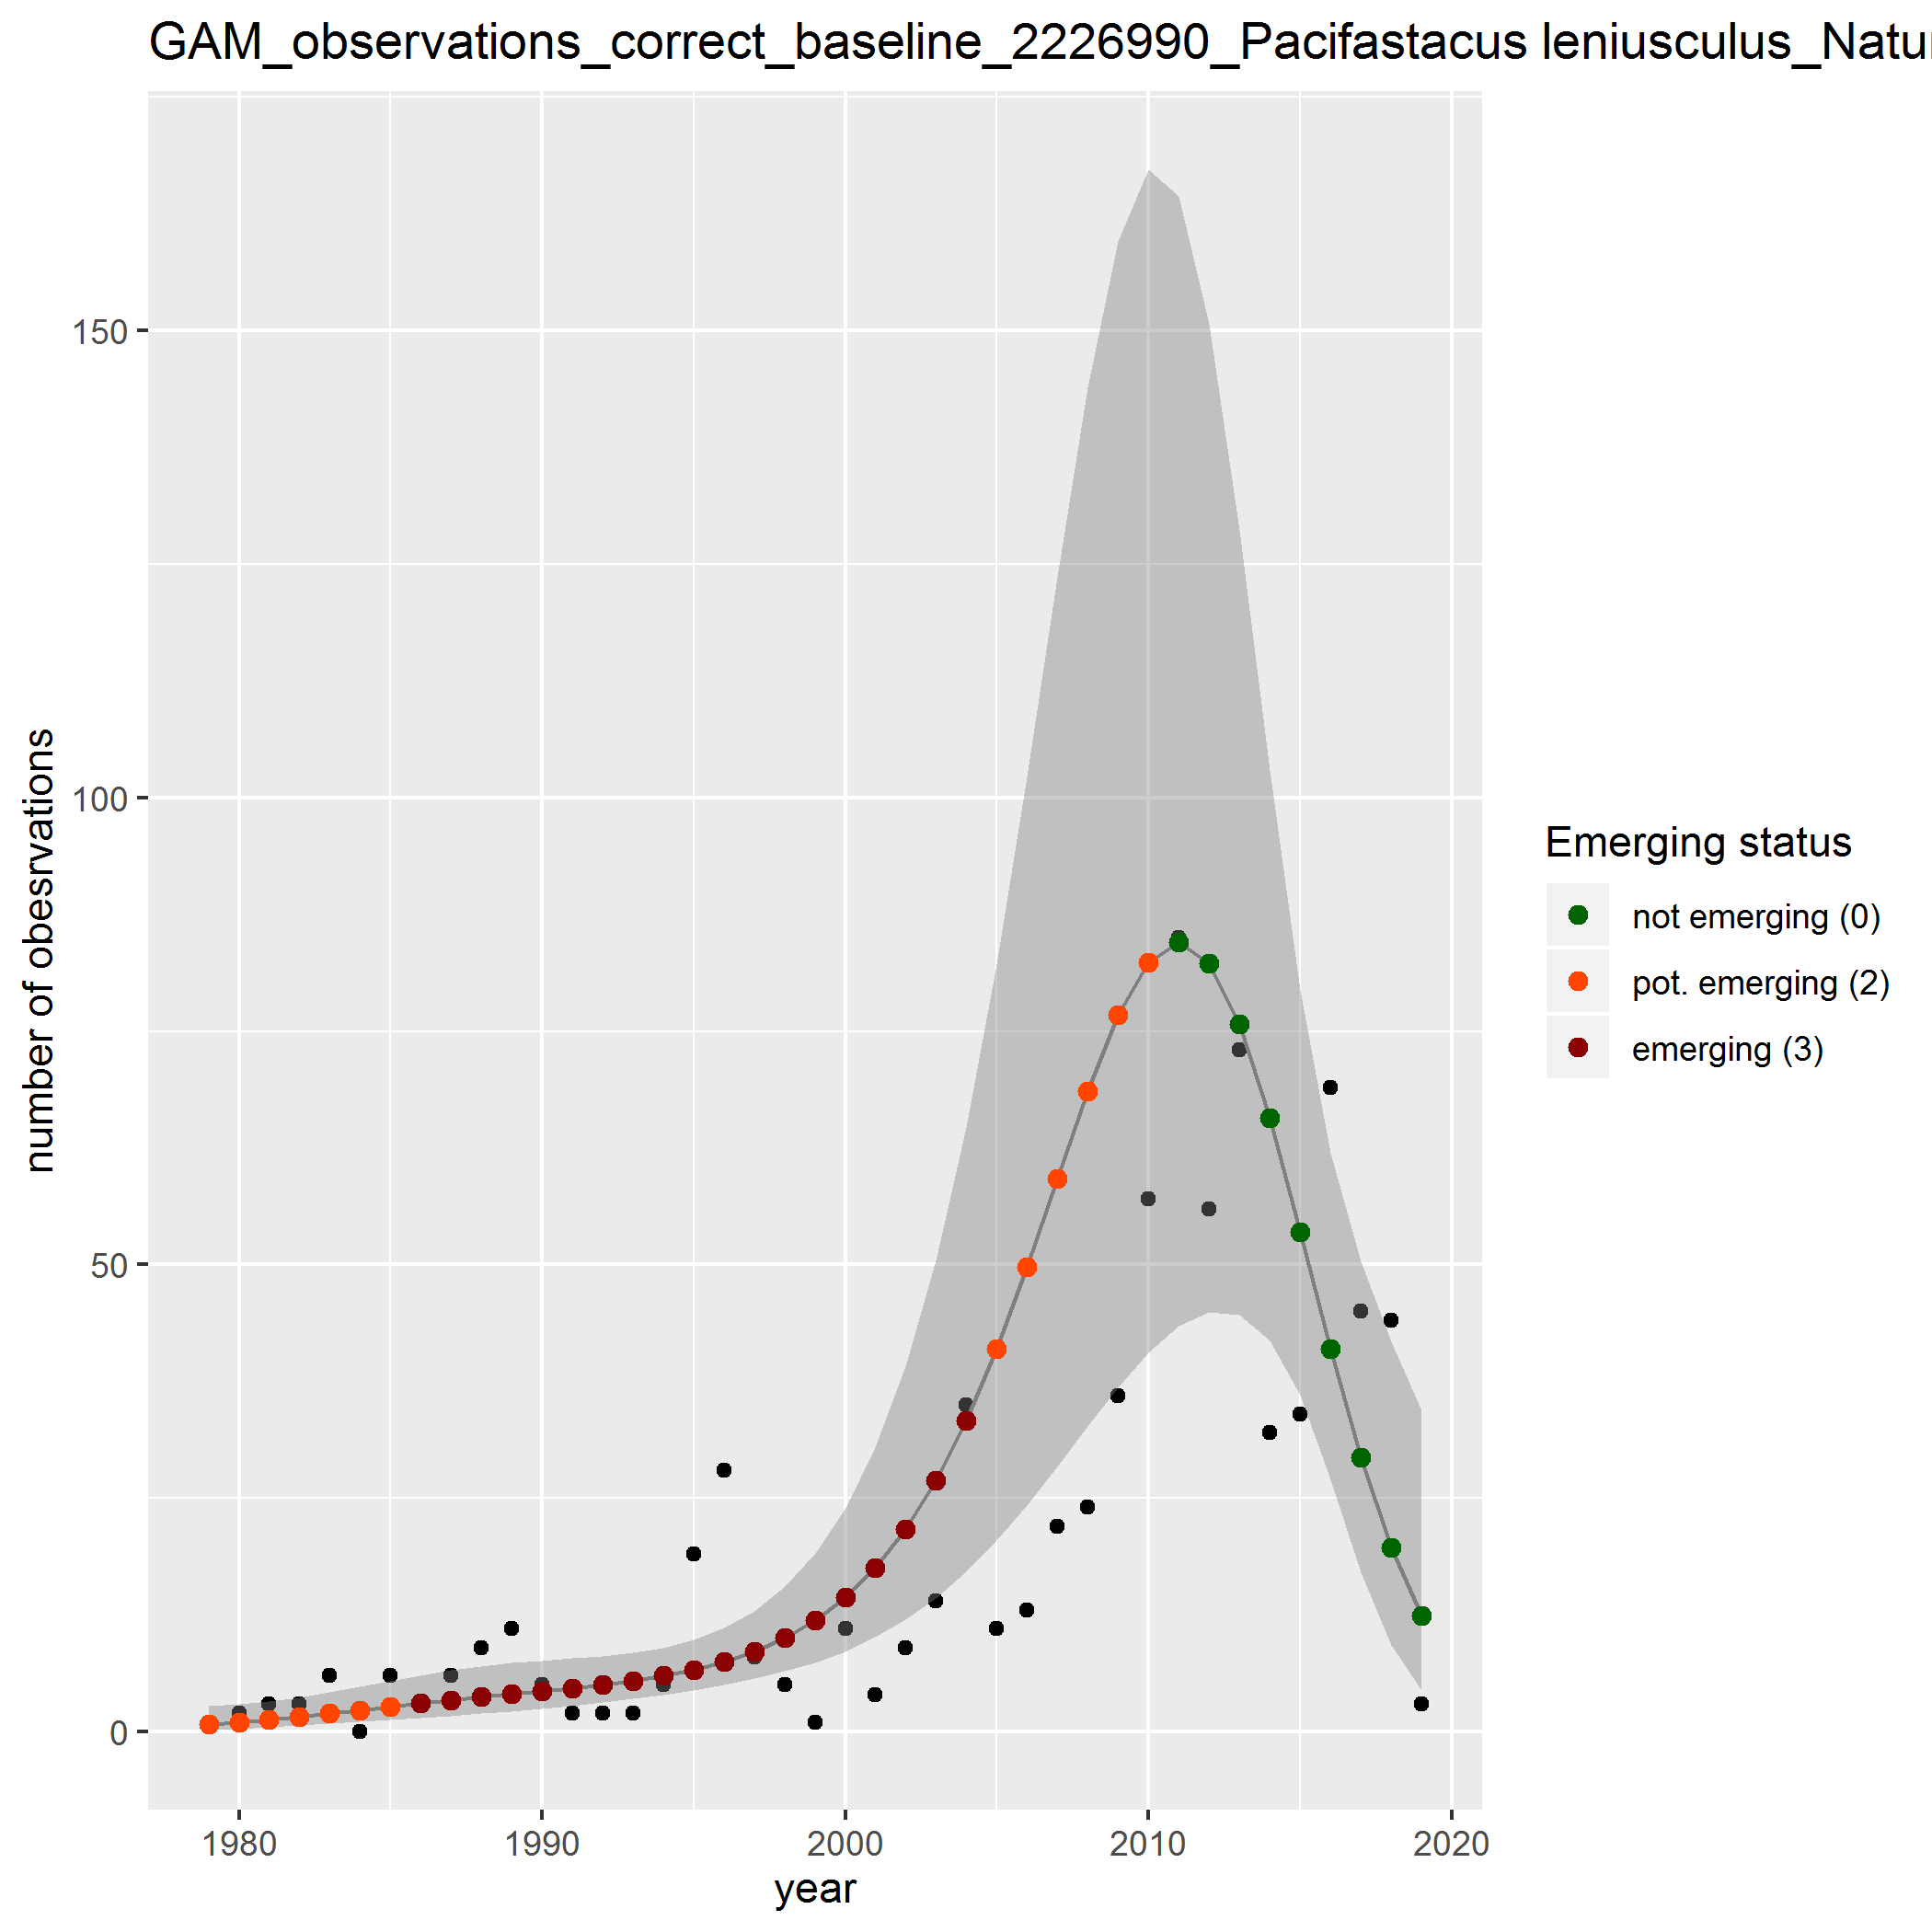 GAM_observations_correct_baseline_2226990_Pacifastacus leniusculus_Natur
number of obesrvations
150
100
50
0
1980
1990
2000
2010
2020
year
Emerging status
not emerging (0)
pot. emerging (2)
emerging (3)